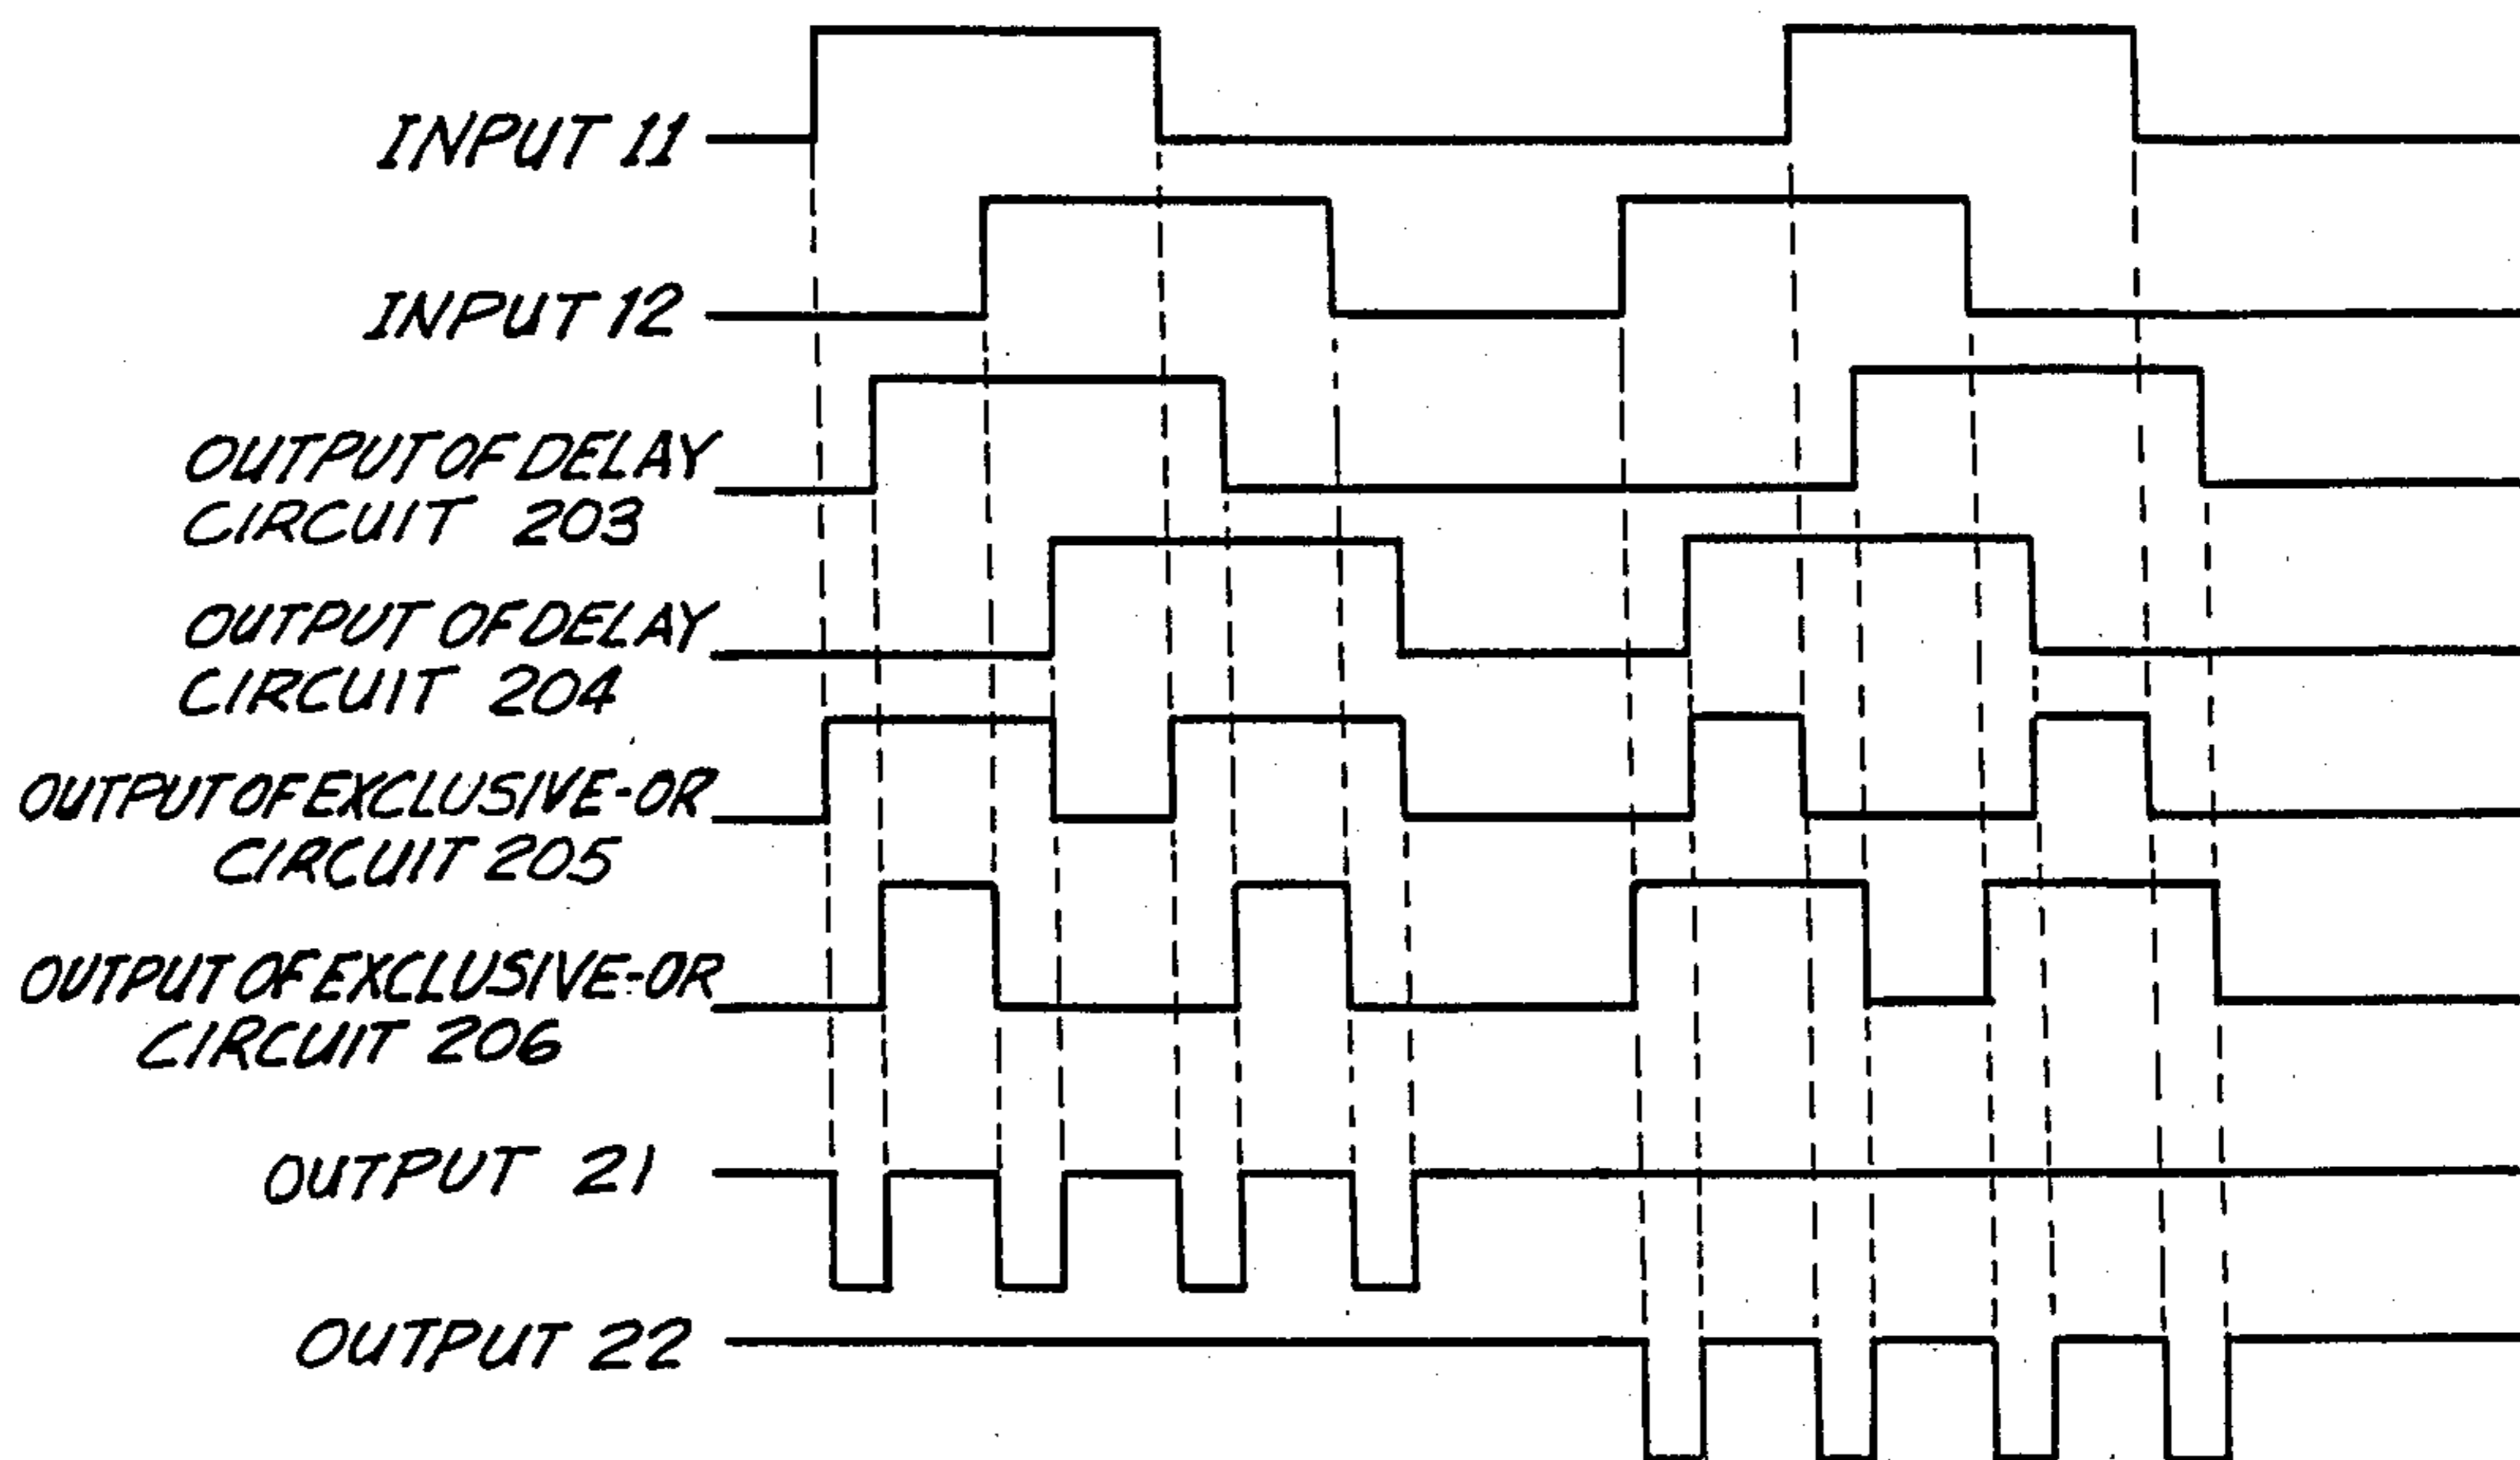 INPUT 11
INPUT 12
OUTPUT OF DELAY
CIRCUIT 203
OUTPUT OF DELAY
CIRCUIT 204
OUTPUT OF EXCLUSIVE-OR
CIRCUIT 205
OUTPUT OF EXCLUSIVE-OR
CIRCUIT 206
OUTPUT 21
OUTPUT 22